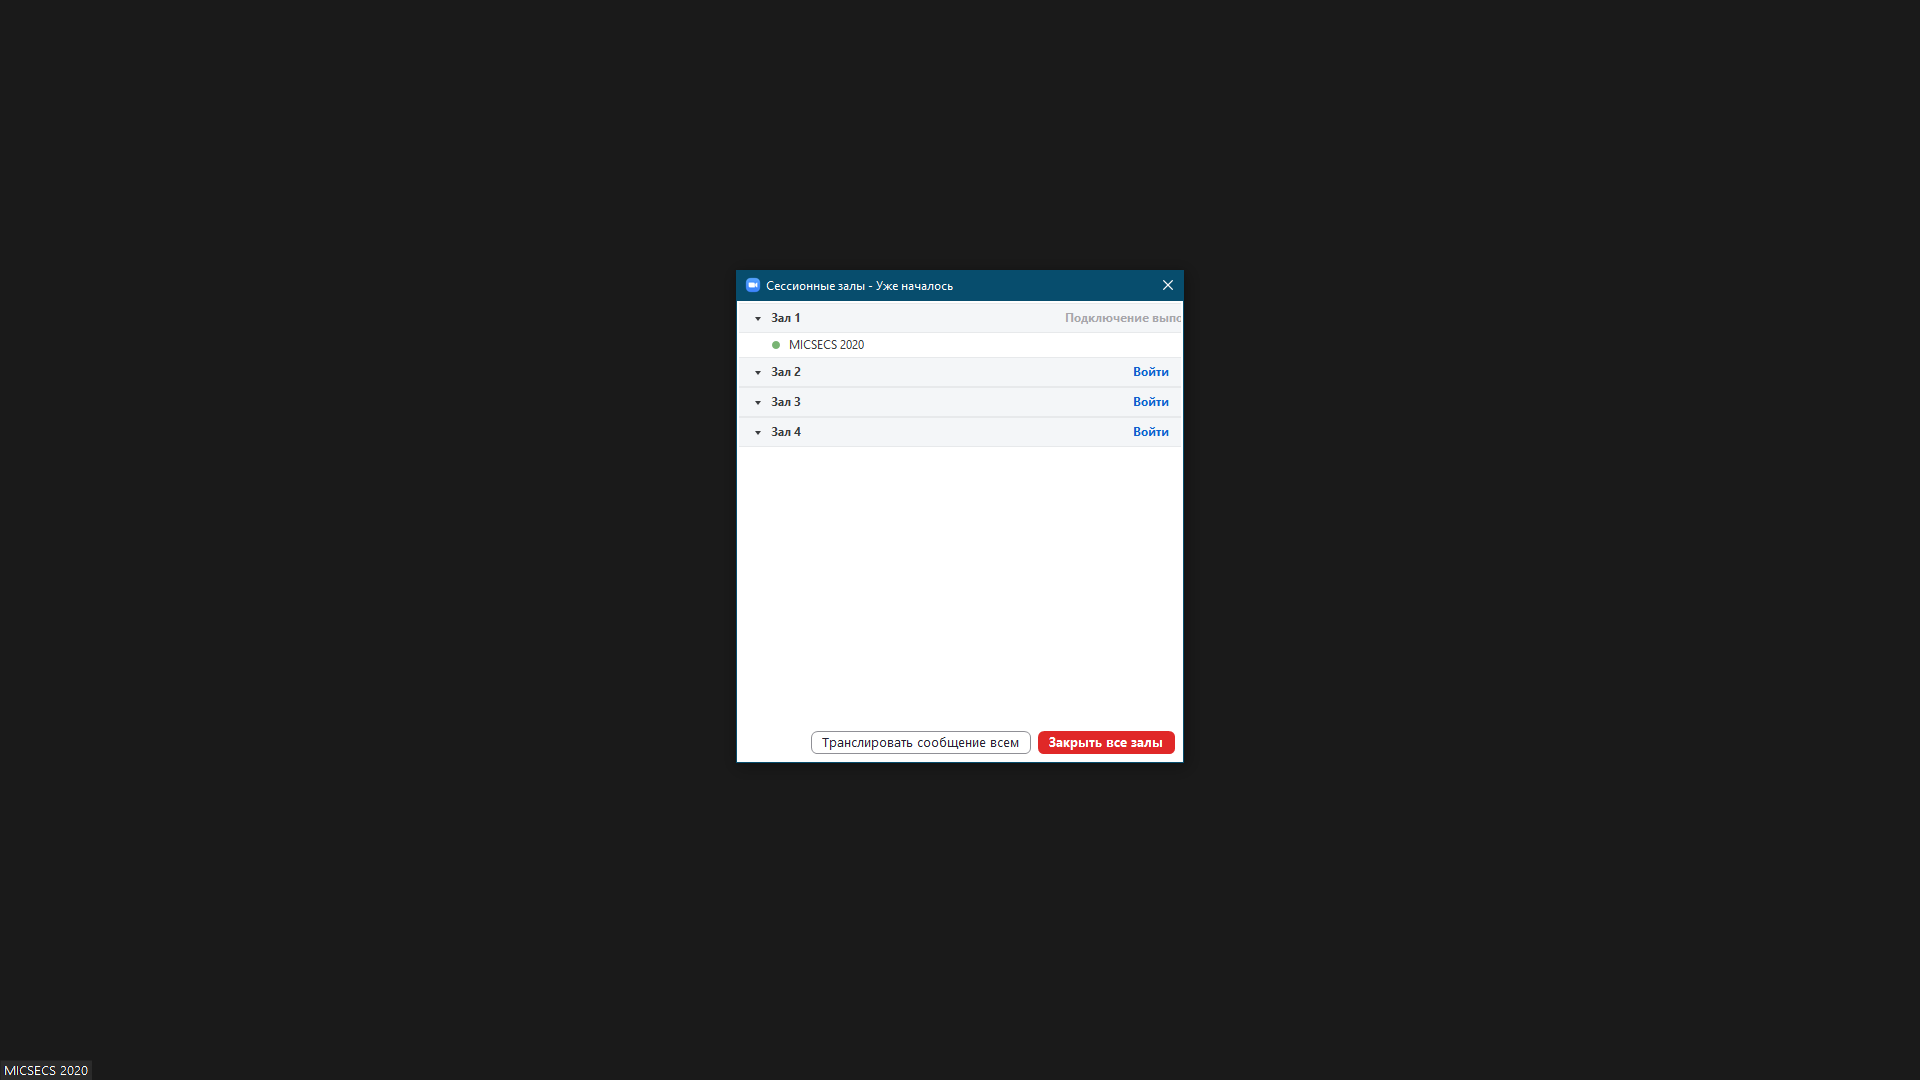 Сессионные залы - Уже началось
Зал 1 Подключение
MICSECS 2020
Зал 2 Войти
Зал 3 Войти
Зал 4 Войти
Транслировать сообщение всем Закрыть все залы
MICSECS 2020